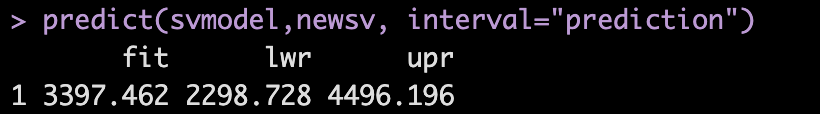 > predict(svmodel,newsv, interval="prediction")
fit lwr upr
1 3397.462 2298.728 4496.196